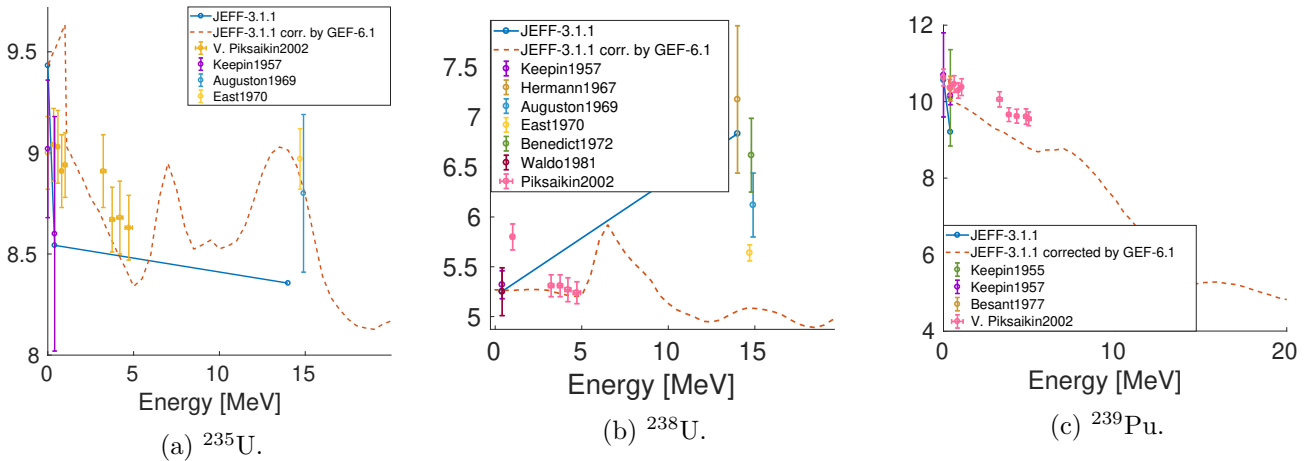 9.5
9
8.5
8
0
5
10
15
Energy [MeV]
JEFF-3.1.1
JEFF-3.1.1 corr. by GEF-6.1
V. Piksaikin2002
Keepin1957
Auguston1969
East1970
(a) ²³⁵U.
7.5
7
6.5
6
5.5
5
0
5
10
15
Energy [MeV]
JEFF-3.1.1
JEFF-3.1.1 corr. by GEF-6.1
Keepin1957
Hermann1967
Auguston1969
East1970
Benedict1972
Waldo1981
Piksaikin2002
(b) ²³⁸U.
12
10
8
6
4
0
10
20
Energy [MeV]
JEFF-3.1.1
JEFF-3.1.1 corrected by GEF-6.1
Keepin1955
Keepin1957
Besant1977
V. Piksaikin2002
(c) ²³⁹Pu.